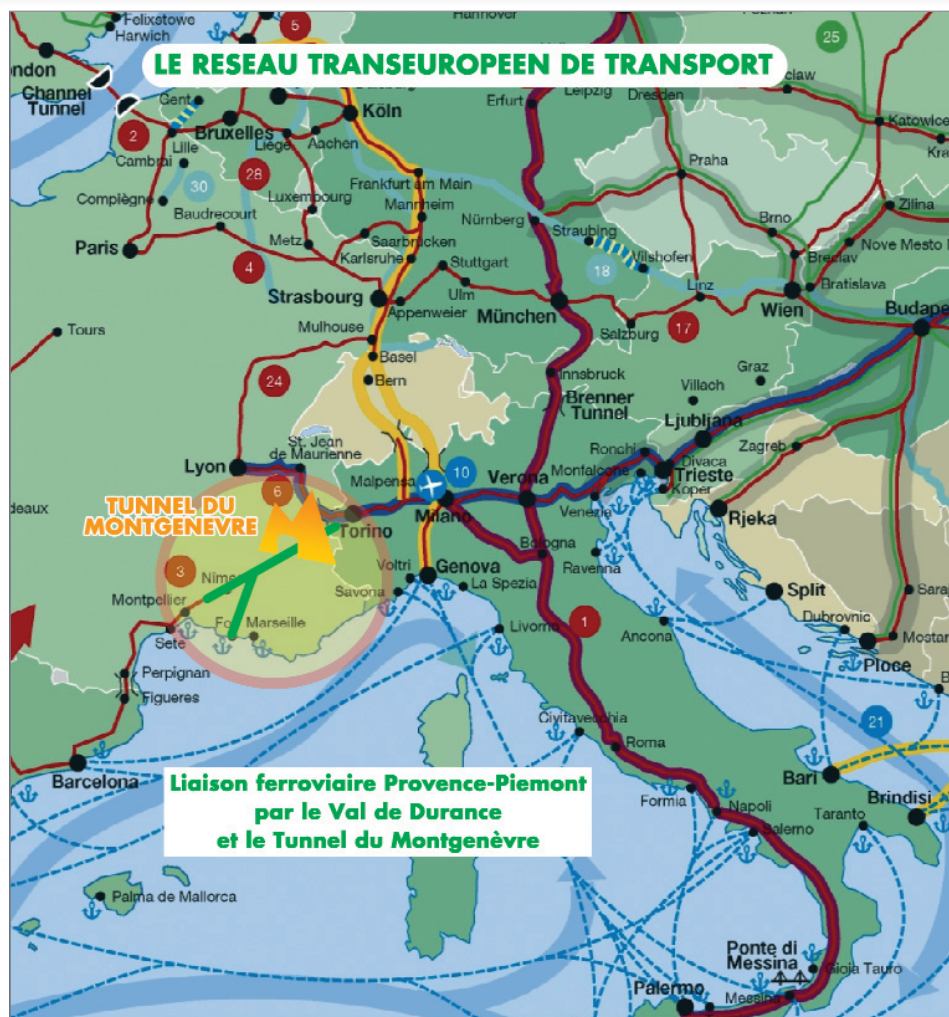 Felixstowe
Harwich
5
Hannover
25
LE RESEAU TRANSEUROPEEN DE TRANSPORT
Channel
Tunnel
Gent
Köln
Erfurt
Leipzig
Dresden
2
Bruxelles
Katowice
Lille
Liège
Aachen
Cambrai
28
30
Praha
Frankfurt am Main
Complègne
Luxembourg
Mannheim
Zilina
Baudrecourt
Nürnberg
Brno
Straubing
Paris
Metz
Saarbrücken
Nove Mesto
Karlsruhe
Vilshofen
Breclav
4
Stuttgart
18
Linz
Bratislava
Strasbourg
Ulm
Wien
Appenweier
München
Tours
Mulhouse
Salzburg
17
Basel
24
Bern
Innsbruck
Graz
Villach
Brenner
Tunnel
Ljubljana
St. Jean
de Maurienne
Ronchi
Zagreb
Lyon
Malpensa
10
Verona
Monfalcone
Divaca
Trieste
6
Koper
TUNNEL DU
MONTGENEVRE
Torino
Milano
Venezia
Rjeka
Bologna
3
Voltri
Genova
Ravenna
La Spezia
Savona
Split
Montpellier
Marseille
Livorno
1
Ancona
Dubrovnic
Mostar
Sete
Ploce
Perpignan
Figueres
Civitavecchia
21
Roma
Barcelona
Liaison ferroviaire Provence-Piemont
par le Val de Durance
et le Tunnel du Montgenèvre
Bari
Formia
Napoli
Taranto
Brindisi
Salerno
Palma de Mallorca
Ponte di
Messina
Gioia Tauro
Palermo
Messina